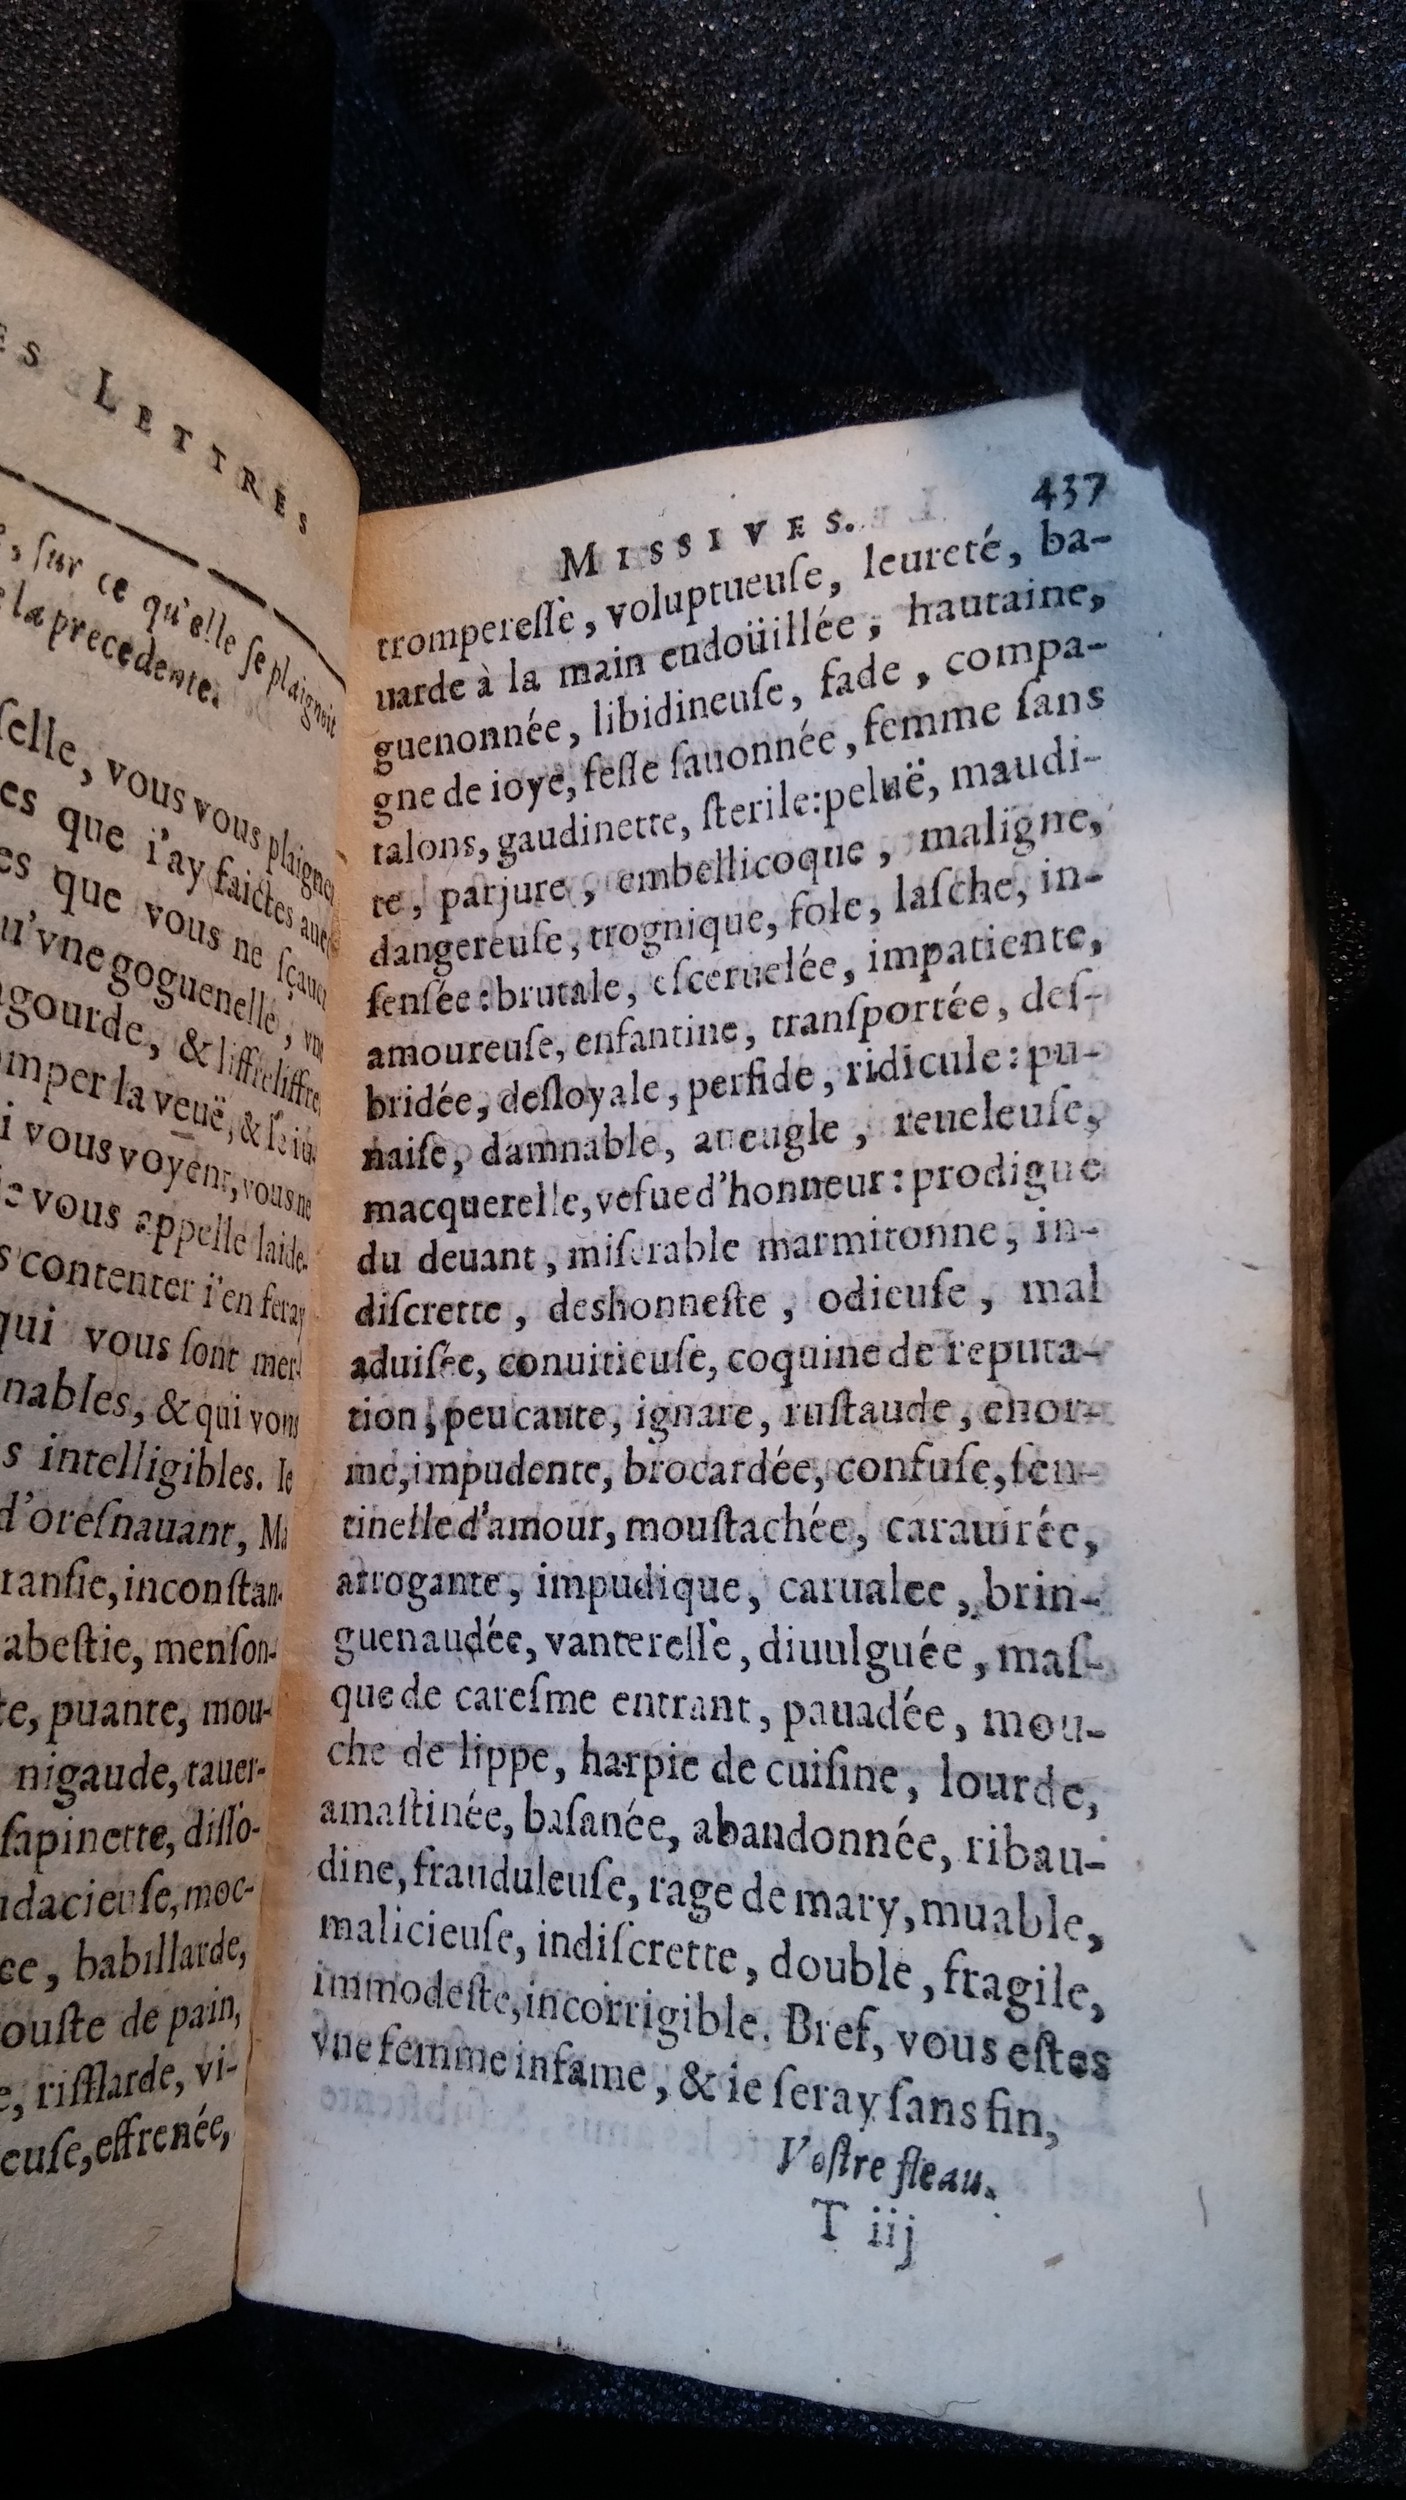 ES LETTRES
, ſur ce qu'elle ſe plaignoit
la precedente.
ſelle, vous vous plaignez
es que i'ay faictes auec
es que vous ne ſçauez
u'vne goguenelle, vne
gourde, & liffreliffre,
omper la veuë, & ſe iu-
i vous voyent, vous ne
ie vous appelle laide-
s contenter i'en feray
qui vous ſont mer-
nables, & qui vous
s intelligibles. Ie
d'oreſnauant, Ma
ranſie, inconſtan-
abeſtie, menſon-
te, puante, mou-
nigaude, tauer-
ſapinette, diſſo-
udacieuſe, moc-
ee, babillarde,
ouſte de pain,
e, rifflarde, vi-
euſe, effrenée,
MISSIVES. 437
tromperelle, voluptueuſe, leureté, ba-
uarde à la main endoüillée, hautaine,
guenonnée, libidineuſe, fade, compa-
gne de ioye, feſſe ſauonnée, femme ſans
talons, gaudinette, ſterile: peluë, maudi-
te, parjure, embellicoque, maligne,
dangereuſe, trognique, fole, laſche, in-
ſenſée: brutale, eſceruelée, impatiente,
amoureuſe, enfantine, tranſportée, deſ-
bridée, deſloyale, perfide, ridicule: pu-
naiſe, damnable, aueugle, reueleuſe,
macquerelle, vefue d'honneur: prodigue
du deuant, miſerable marmitonne, in-
diſcrette, deshonneſte, odieuſe, mal
aduiſée, conuitieuſe, coquine de reputa-
tion, peu caute, ignare, ruſtaude, enor-
me, impudente, brocardée, confuſe, ſen-
tinelle d'amour, mouſtachée, carauirée,
arrogante, impudique, carualee, brin-
guenaudée, vanterelle, diuulguée, maſ-
que de careſme entrant, pauadée, mou-
che de lippe, harpie de cuiſine, lourde,
amaſtinée, baſanée, abandonnée, ribau-
dine, frauduleuſe, rage de mary, muable,
malicieuſe, indiſcrette, double, fragile,
immodeſte, incorrigible. Bref, vous eſtes
vne femme infame, & ie ſeray ſans fin,
Voſtre fleau.
T iij